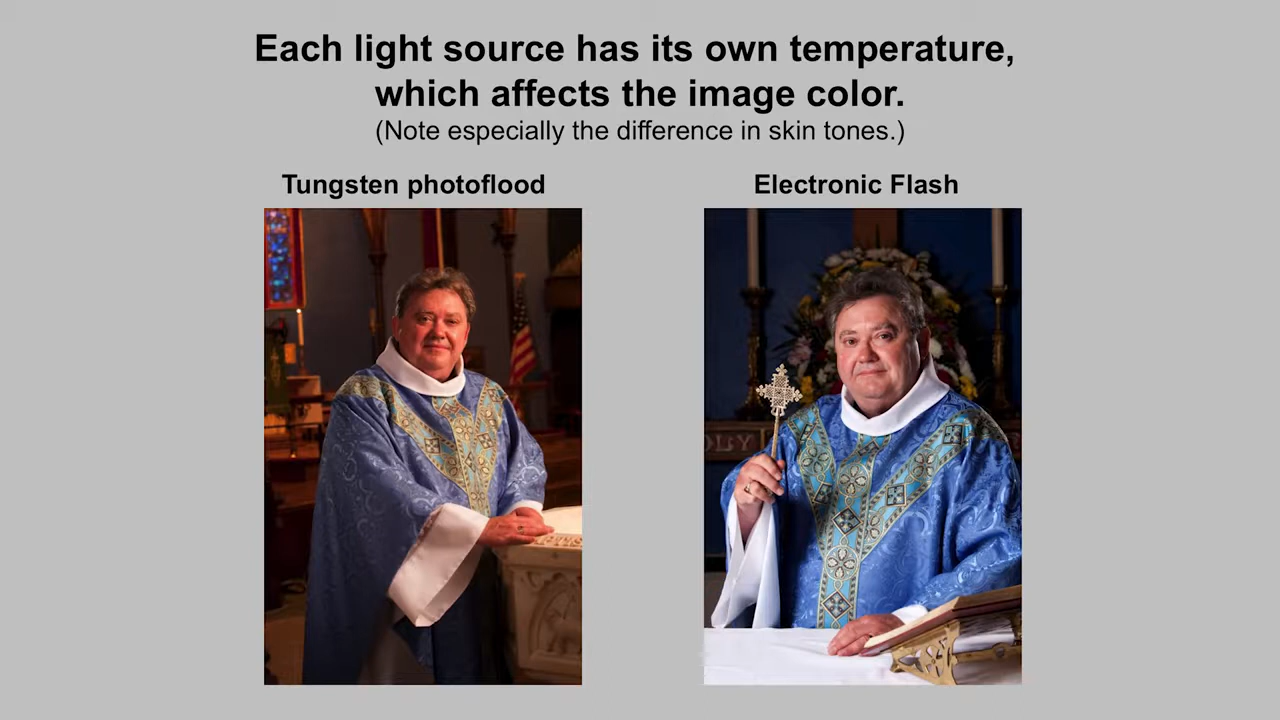 Each light source has its own temperature,
which affects the image color.
(Note especially the difference in skin tones.)
Tungsten photoflood
Electronic Flash
OLY